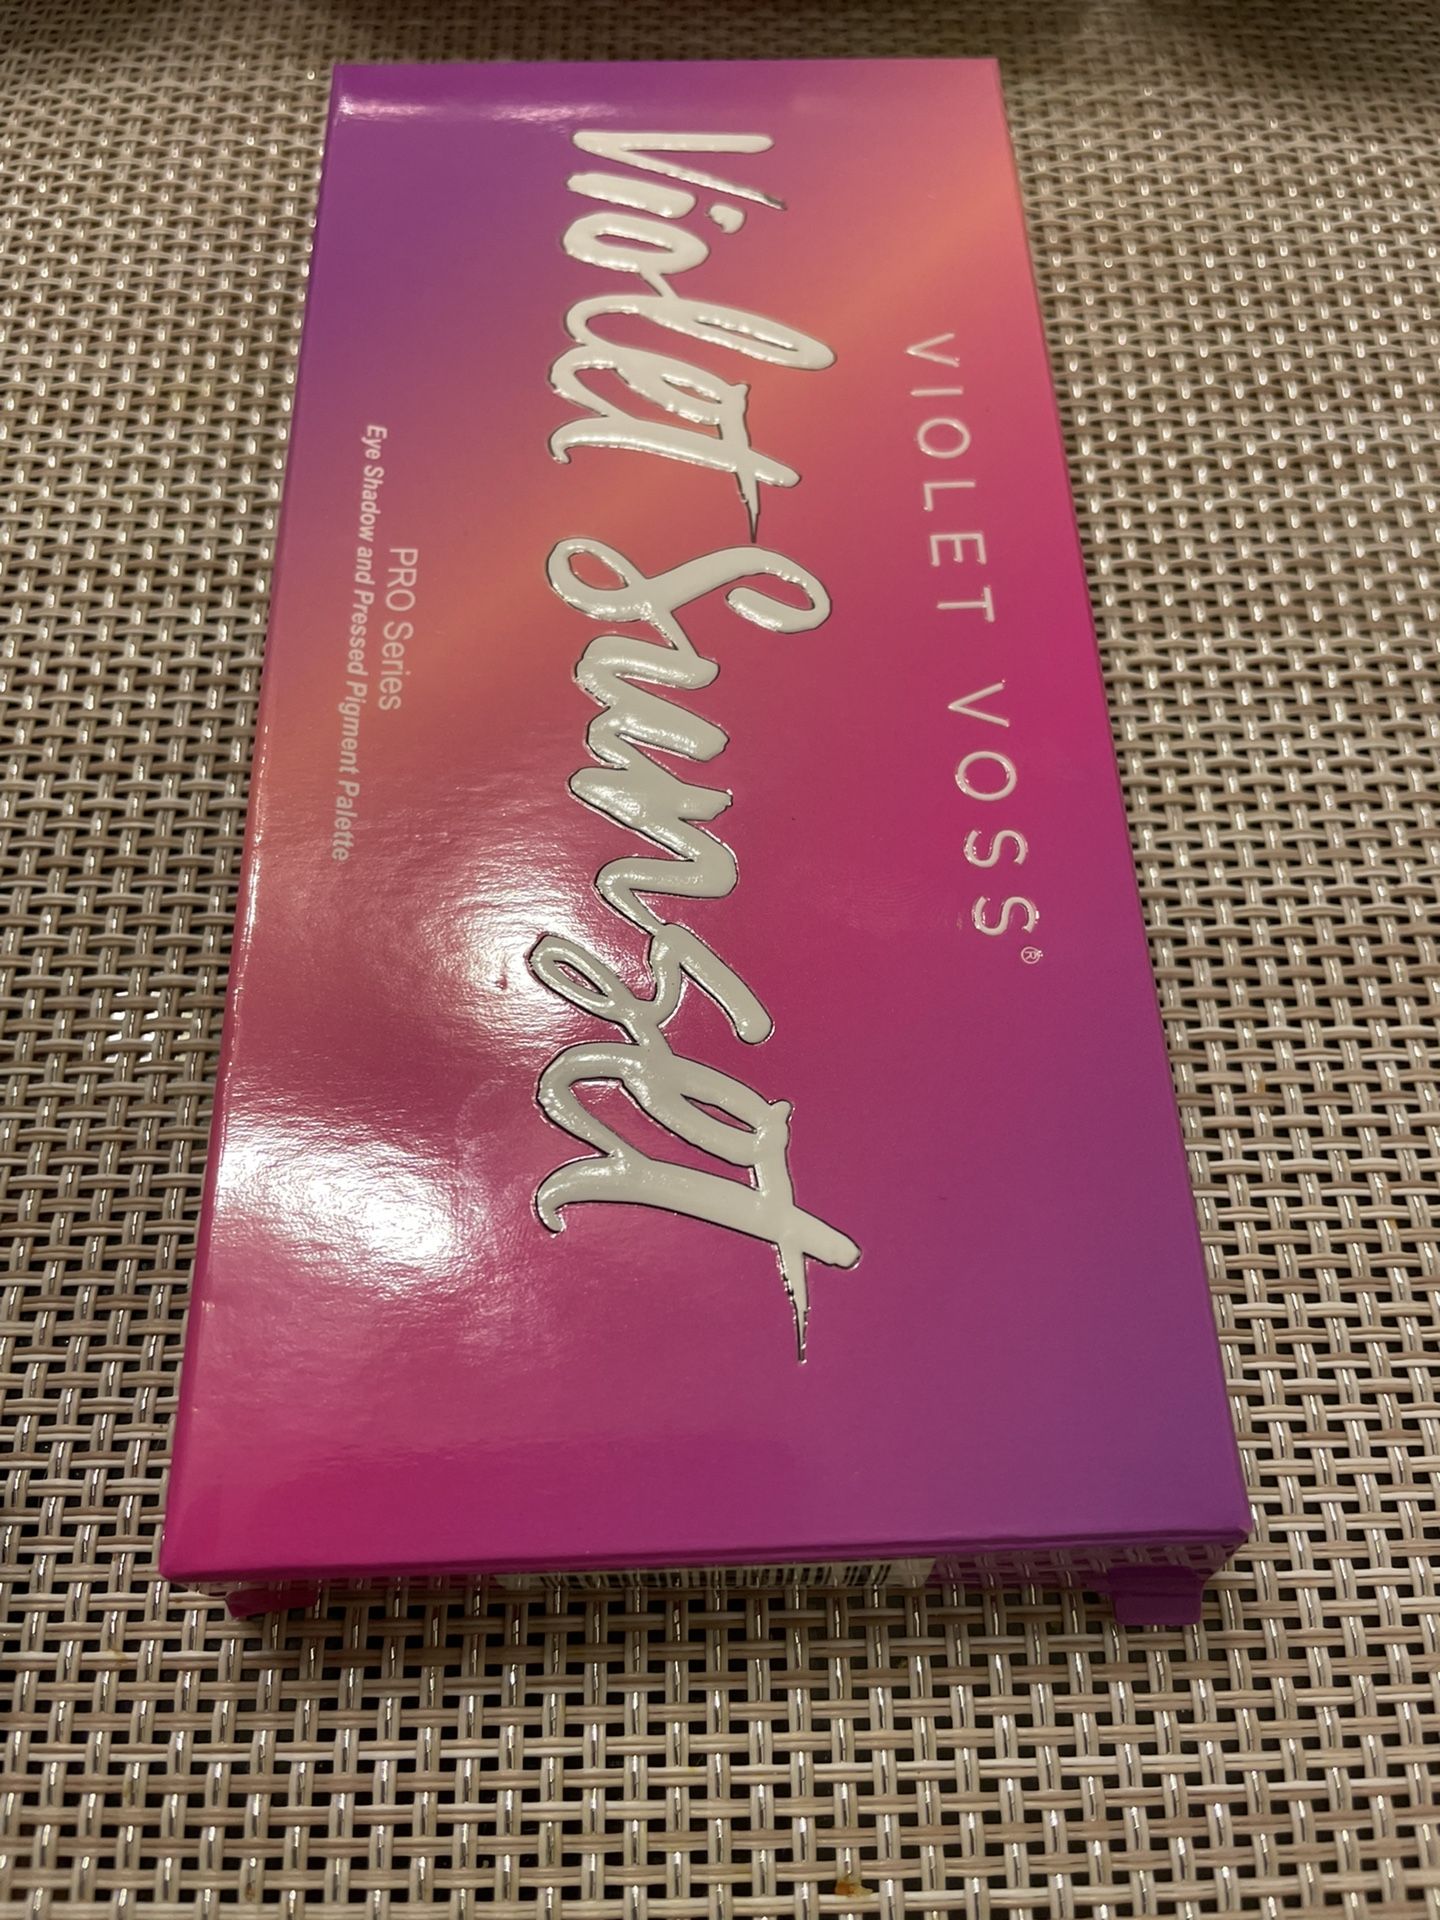 VIOLET VOSS®
Violet Sunset
PRO Series
Eye Shadow and Pressed Pigment Palette